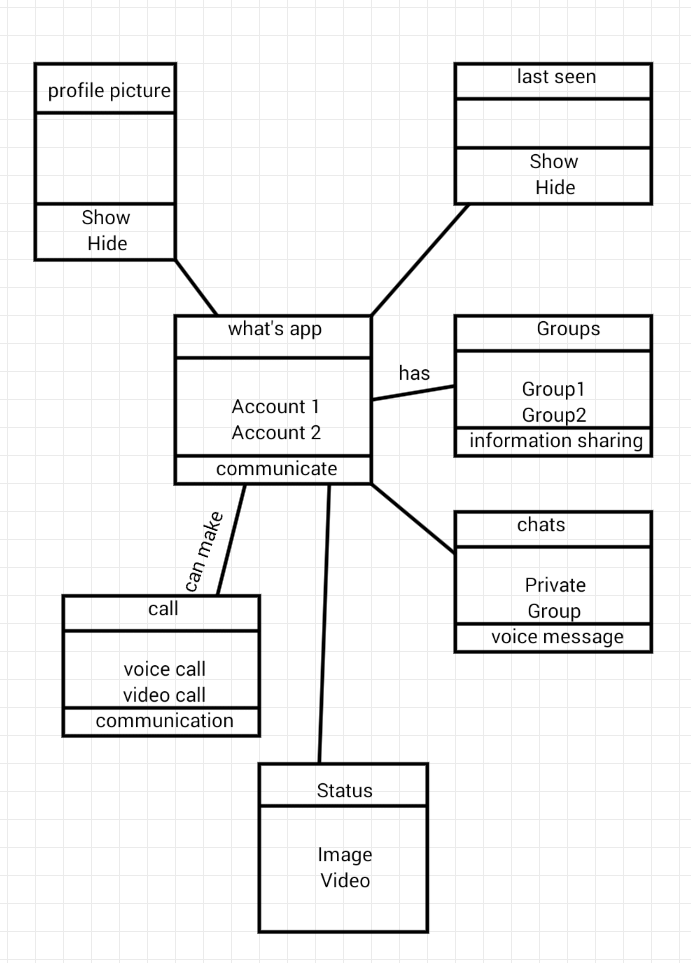 profile picture
Show
Hide
last seen
Show
Hide
what's app
Account 1
Account 2
communicate
has
Groups
Group1
Group2
information sharing
chats
Private
Group
voice message
can make
call
voice call
video call
communication
Status
Image
Video